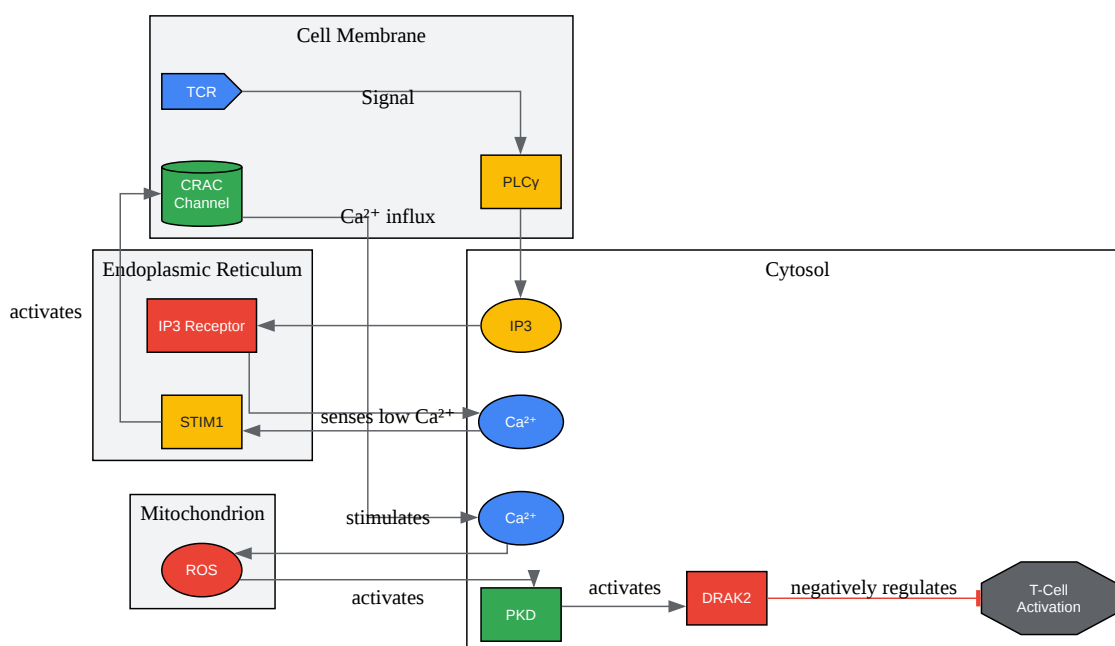 Cell Membrane
TCR
Signal
CRAC
Channel
PLCγ
Ca²⁺ influx
Endoplasmic Reticulum
Cytosol
activates
IP3 Receptor
IP3
STIM1
senses low Ca²⁺
Ca²⁺
Mitochondrion
stimulates
Ca²⁺
ROS
activates
PKD
activates
DRAK2
negatively regulates
T-Cell
Activation